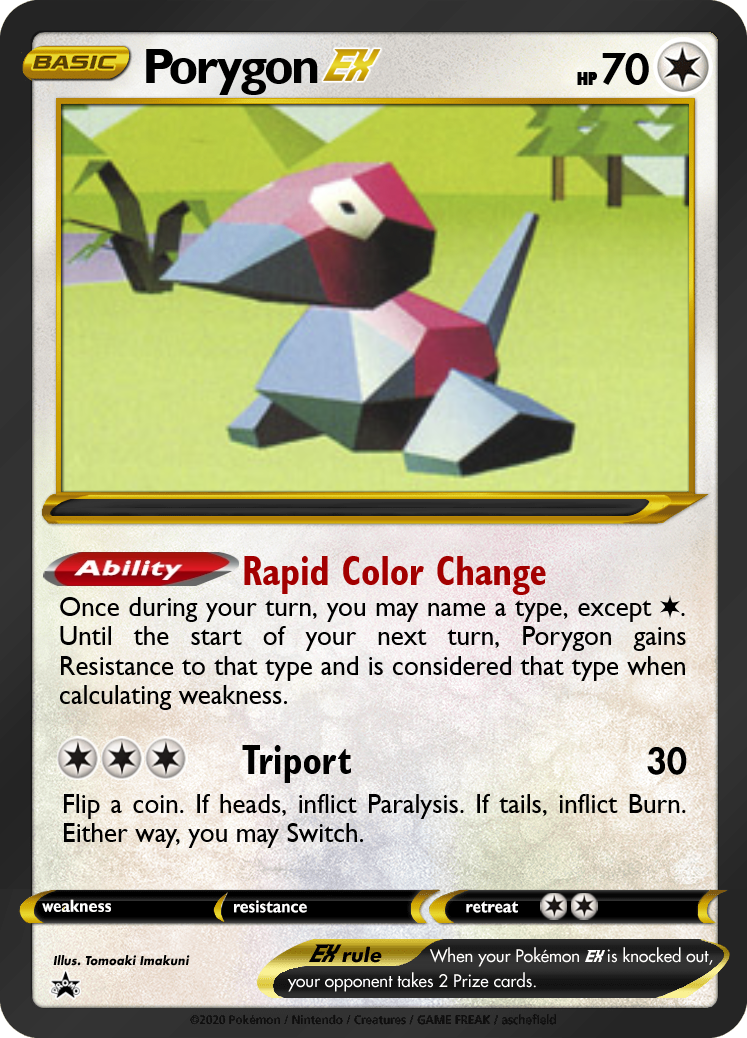 BASIC Porygon EX HP 70
Ability Rapid Color Change
Once during your turn, you may name a type, except ✶.
Until the start of your next turn, Porygon gains
Resistance to that type and is considered that type when
calculating weakness.
Triport 30
Flip a coin. If heads, inflict Paralysis. If tails, inflict Burn.
Either way, you may Switch.
weakness resistance retreat
Illus. Tomoaki Imakuni
EX rule When your Pokémon EX is knocked out,
your opponent takes 2 Prize cards.
PROMO
©2020 Pokémon / Nintendo / Creatures / GAME FREAK / aschefield